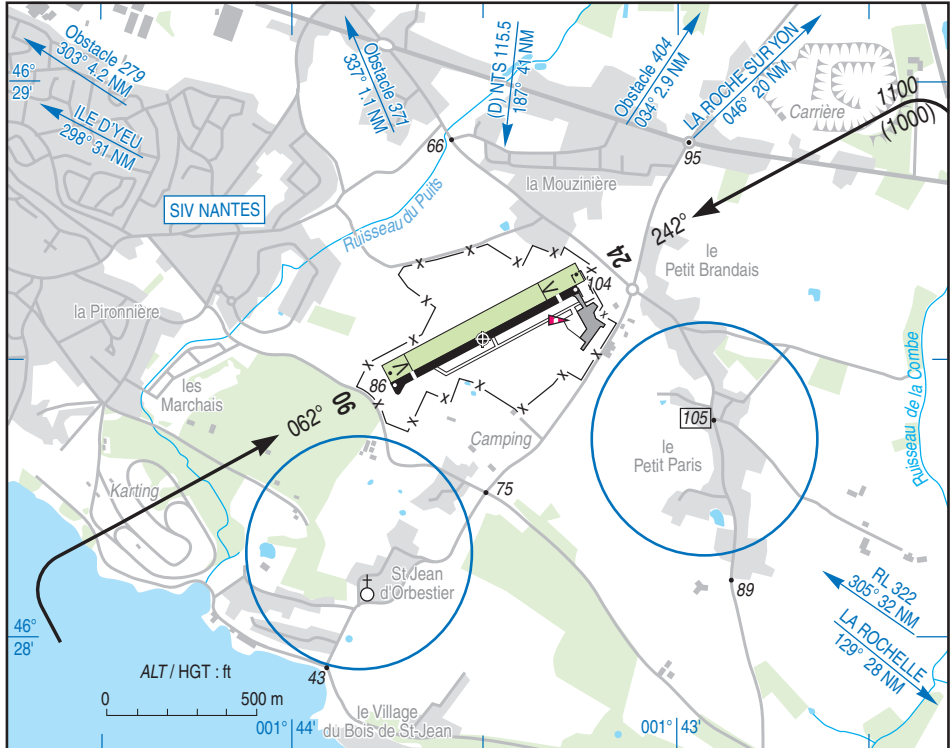 Obstacle 279
303° 4.2 NM
46°
29'
ILE D'YEU
298° 31 NM
Obstacle 371
337° 1.1 NM
(D) NTS 115.5
187° 41 NM
Obstacle 404
034° 2.9 NM
LA ROCHE SUR YON
046° 20 NM
Carrière
1100
(1000)
66
95
la Mouzinière
SIV NANTES
Ruisseau du Puits
242°
24
le
Petit Brandais
104
la Pironnière
86
06
les
Marchais
062°
Camping
105
le
Petit Paris
Ruisseau de la Combe
Karting
75
St Jean
d'Orbestier
89
RL 322
305° 32 NM
LA ROCHELLE
129° 28 NM
46°
28'
ALT / HGT : ft
0 500 m
43
001° 44'
le Village
du Bois de St-Jean
001° 43'